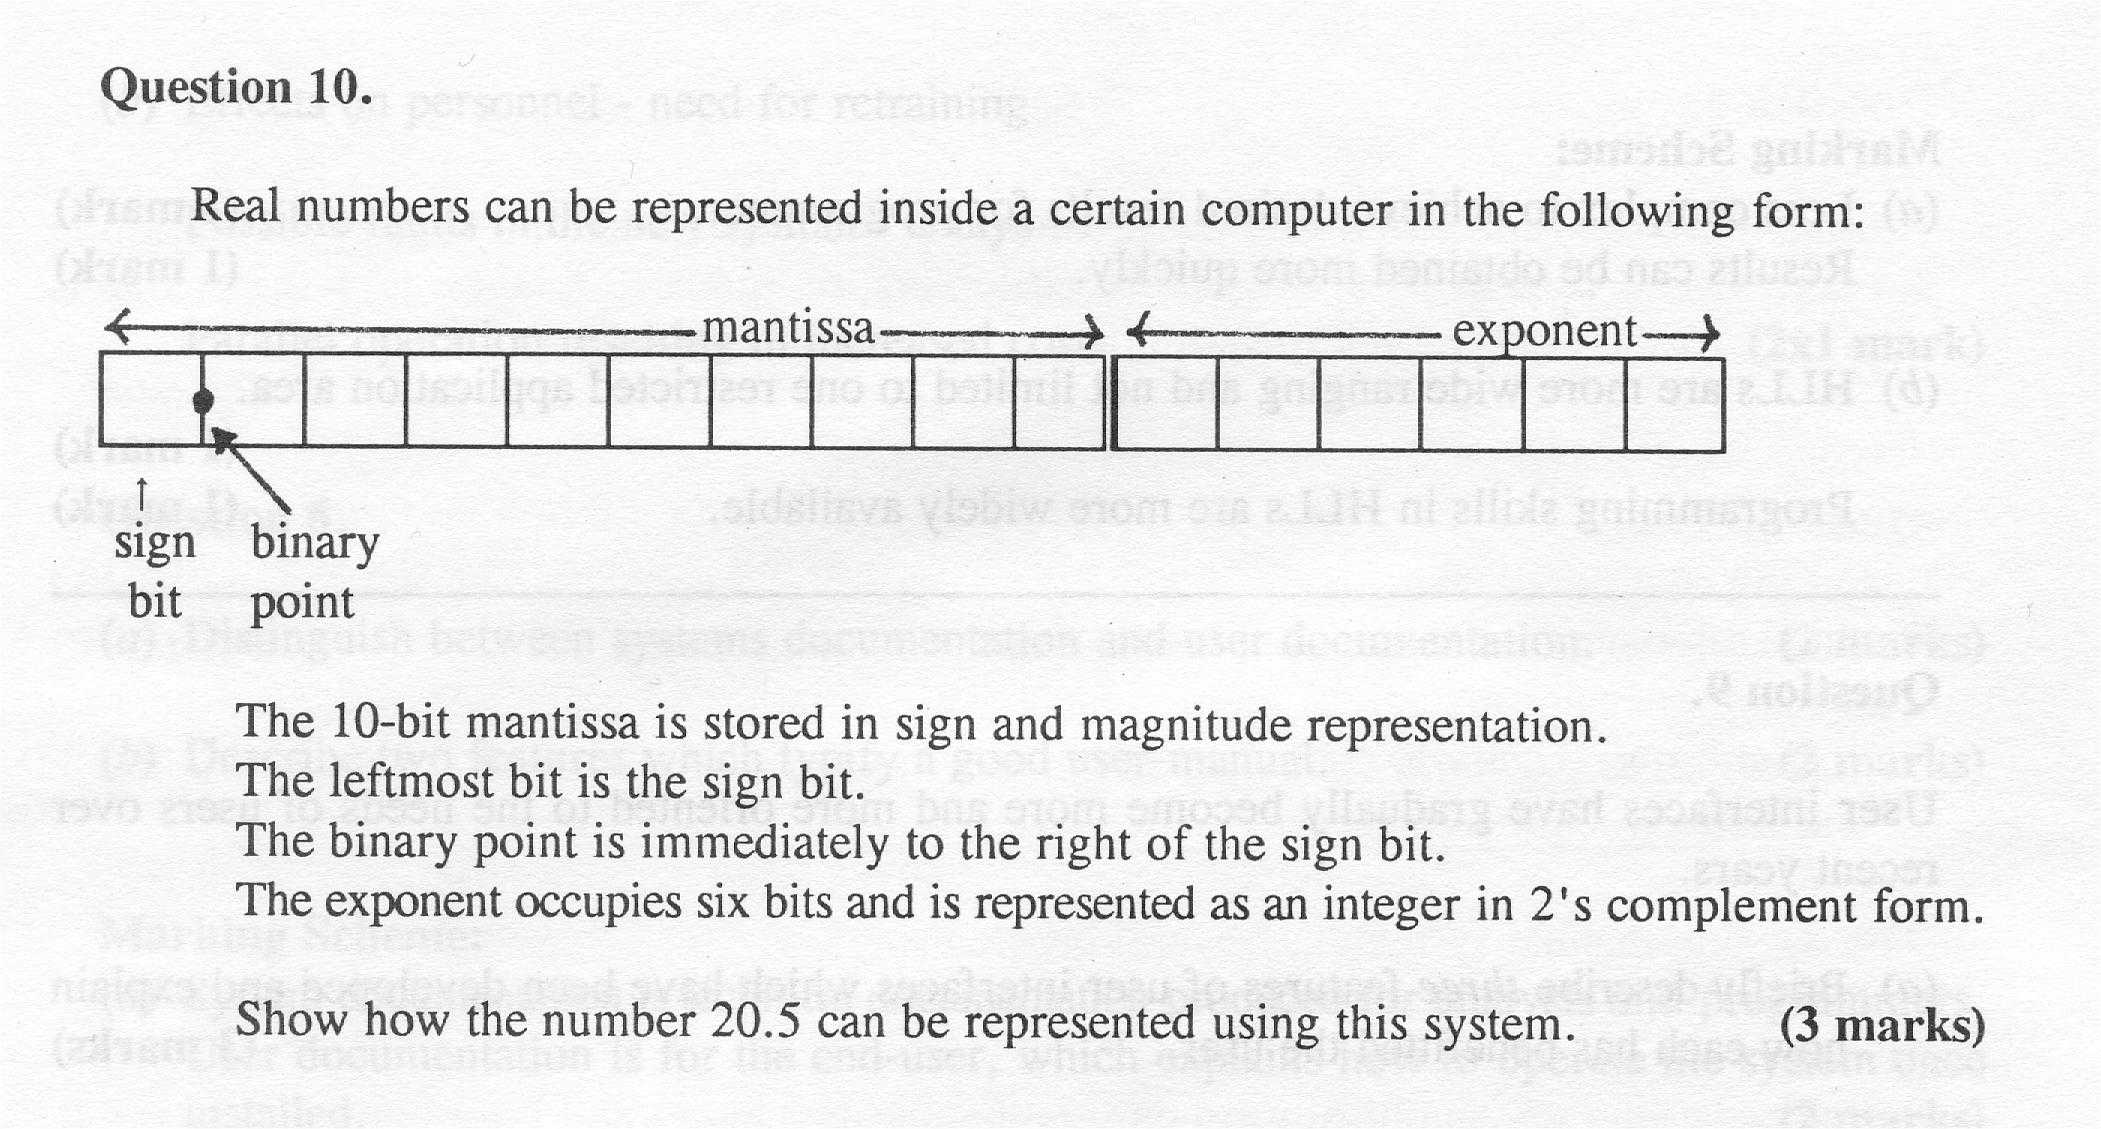 Question 10.
Real numbers can be represented inside a certain computer in the following form:
mantissa exponent
sign binary
bit point
The 10-bit mantissa is stored in sign and magnitude representation.
The leftmost bit is the sign bit.
The binary point is immediately to the right of the sign bit.
The exponent occupies six bits and is represented as an integer in 2's complement form.
Show how the number 20.5 can be represented using this system. (3 marks)